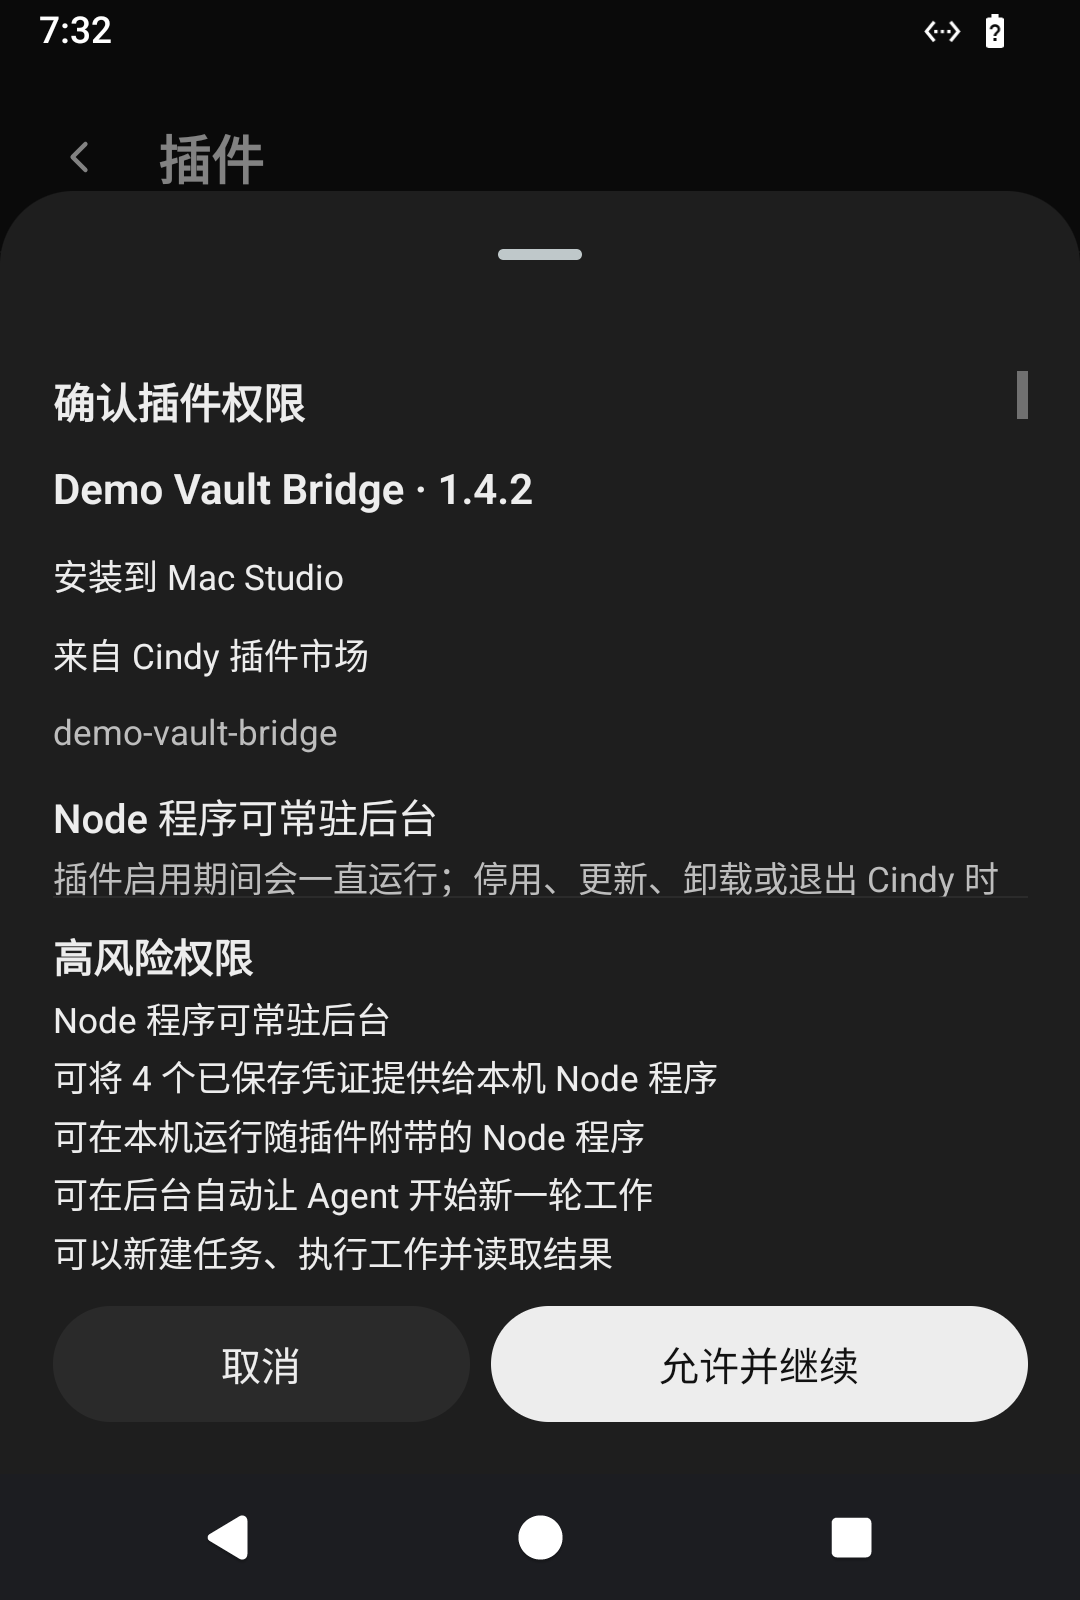 7:32
插件
确认插件权限
Demo Vault Bridge · 1.4.2
安装到 Mac Studio
来自 Cindy 插件市场
demo-vault-bridge
Node 程序可常驻后台
插件启用期间会一直运行；停用、更新、卸载或退出 Cindy 时
高风险权限
Node 程序可常驻后台
可将 4 个已保存凭证提供给本机 Node 程序
可在本机运行随插件附带的 Node 程序
可在后台自动让 Agent 开始新一轮工作
可以新建任务、执行工作并读取结果
取消
允许并继续